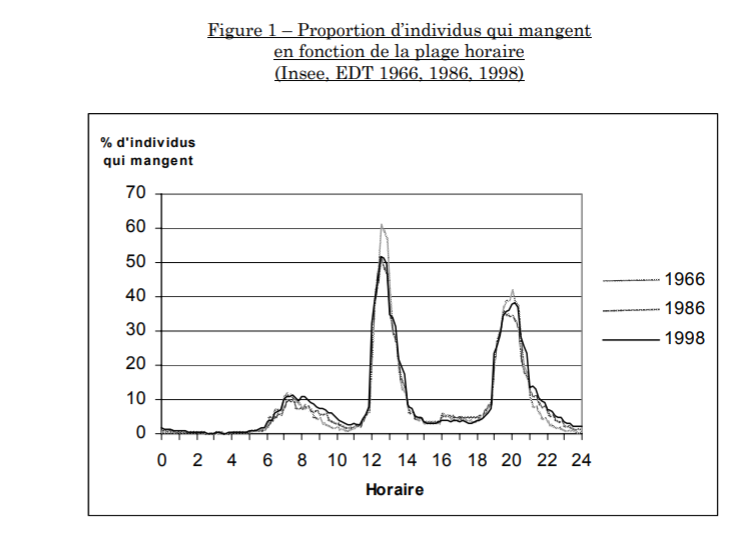 Figure 1 – Proportion d'individus qui mangent
en fonction de la plage horaire
(Insee, EDT 1966, 1986, 1998)
% d'individus
qui mangent
70
60
50
40
30
20
10
0
0 2 4 6 8 10 12 14 16 18 20 22 24
Horaire
1966
1986
1998